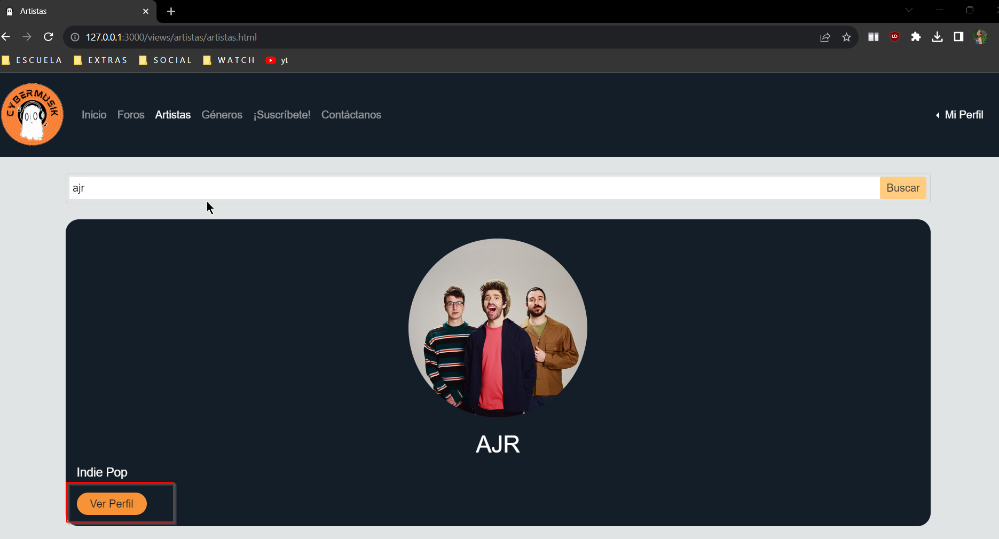 Artistas
127.0.0.1:3000/views/artistas/artistas.html
ESCUELA EXTRAS SOCIAL WATCH yt
CYBERMUSIK
Inicio Foros Artistas Géneros ¡Suscríbete! Contáctanos Mi Perfil
ajr Buscar
AJR
Indie Pop
Ver Perfil